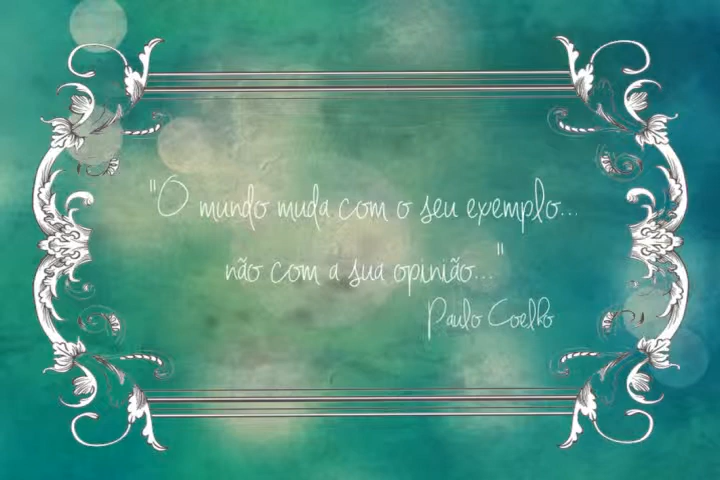 "O mundo muda com o seu exemplo...
não com a sua opinião..."
Paulo Coelho